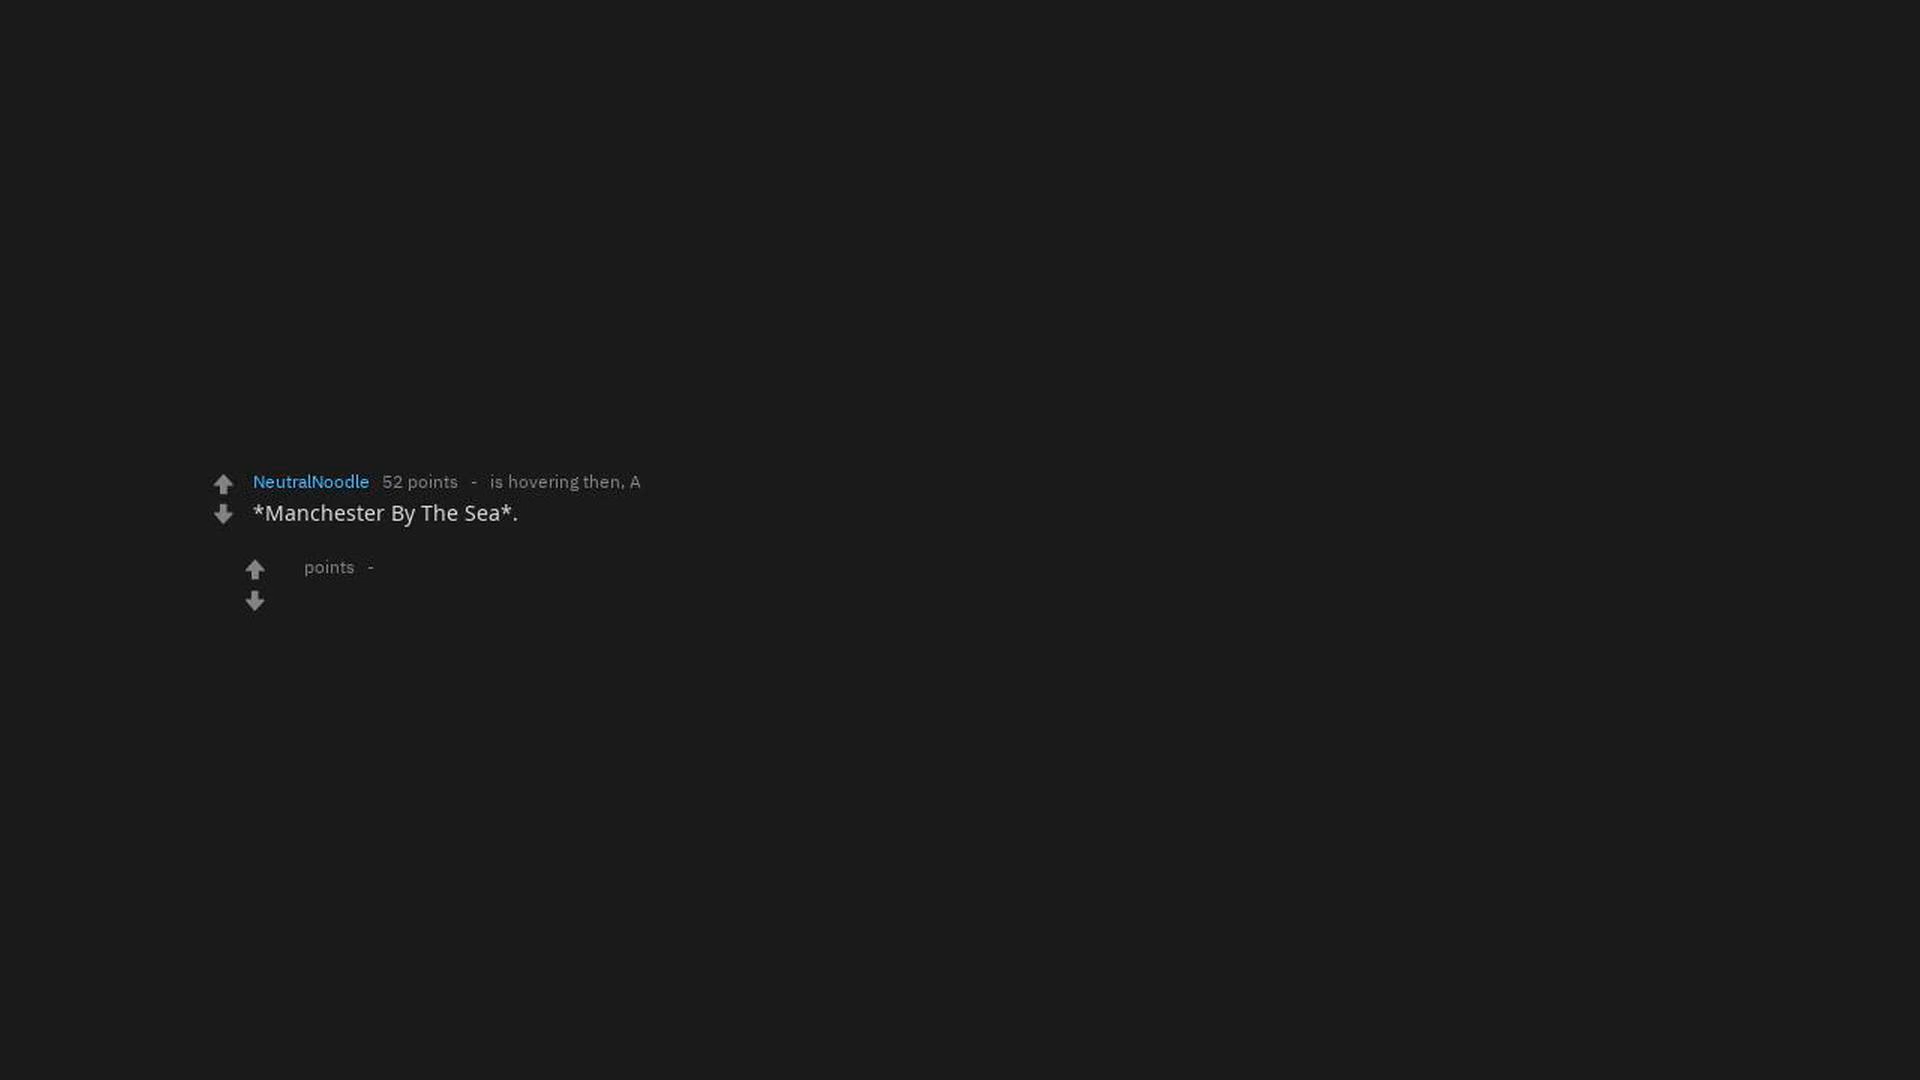 NeutralNoodle 52 points - is hovering then, A
*Manchester By The Sea*.
points -